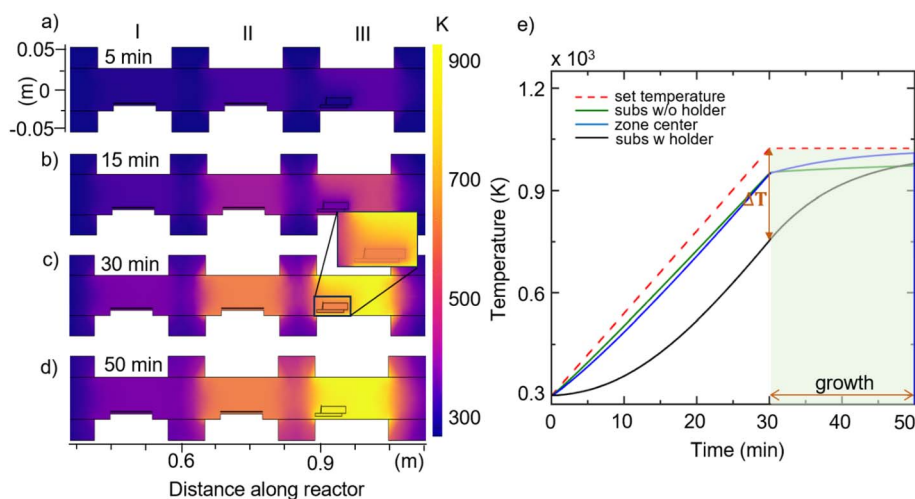 a)
I II III
K
0.05
(m) 0
-0.05
5 min
900
b)
15 min
700
c)
30 min
500
d)
50 min
300
0.6 0.9 (m)
Distance along reactor
e)
x 10³
1.2
0.9
0.6
0.3
Temperature (K)
set temperature
subs w/o holder
zone center
subs w holder
ΔT
growth
0 10 20 30 40 50
Time (min)